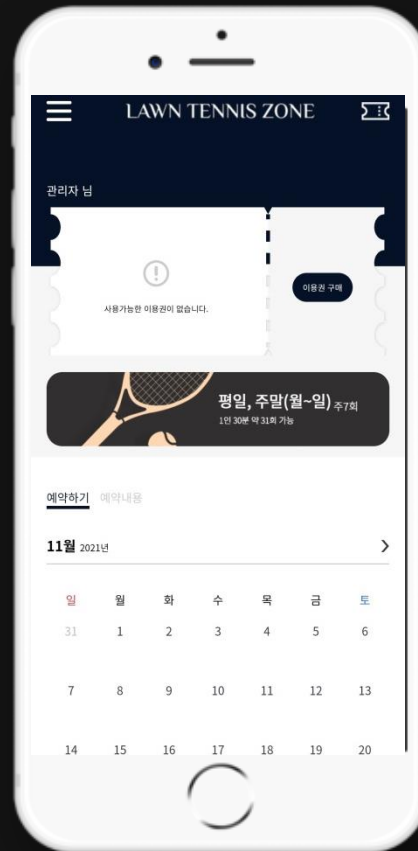 LAWN TENNIS ZONE
관리자 님
사용가능한 이용권이 없습니다.
이용권 구매
평일, 주말(월~일) 주7회
1인 30분 약 31회 가능
예약하기 예약내용
11월 2021년
일 월 화 수 목 금 토
31 1 2 3 4 5 6
7 8 9 10 11 12 13
14 15 16 17 18 19 20